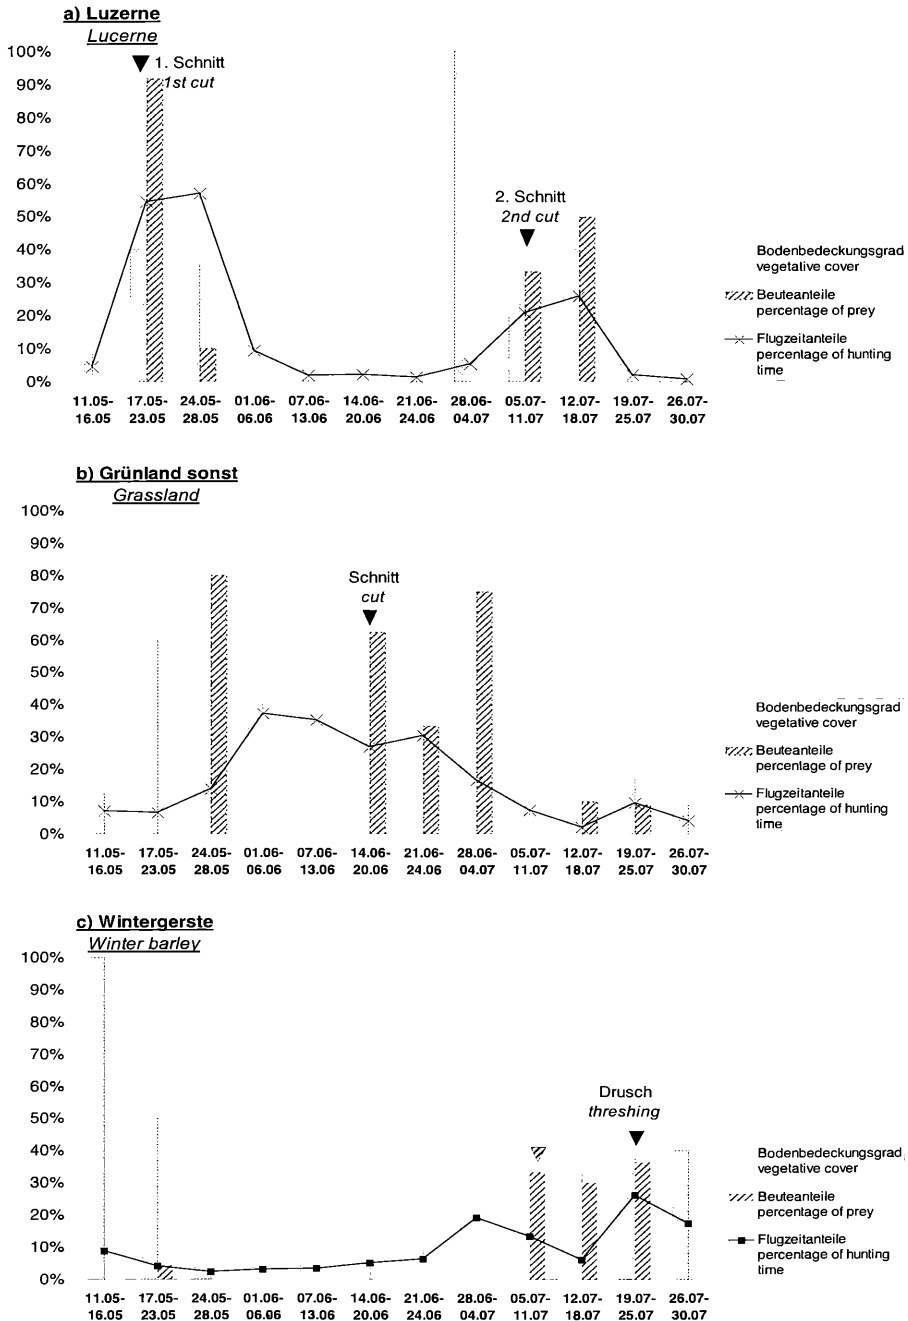 a) Luzerne
Lucerne
1. Schnitt
1st cut
2. Schnitt
2nd cut
100%
90%
80%
70%
60%
50%
40%
30%
20%
10%
0%
11.05- 17.05- 24.05- 01.06- 07.06- 14.06- 21.06- 28.06- 05.07- 12.07- 19.07- 26.07-
16.05 23.05 28.05 06.06 13.06 20.06 24.06 04.07 11.07 18.07 25.07 30.07
Bodenbedeckungsgrad
vegetative cover
Beuteanteile
percentage of prey
Flugzeitanteile
percentage of hunting
time
b) Grünland sonst
Grassland
Schnitt
cut
100%
90%
80%
70%
60%
50%
40%
30%
20%
10%
0%
11.05- 17.05- 24.05- 01.06- 07.06- 14.06- 21.06- 28.06- 05.07- 12.07- 19.07- 26.07-
16.05 23.05 28.05 06.06 13.06 20.06 24.06 04.07 11.07 18.07 25.07 30.07
Bodenbedeckungsgrad
vegetative cover
Beuteanteile
percentage of prey
Flugzeitanteile
percentage of hunting
time
c) Wintergerste
Winter barley
Drusch
threshing
100%
90%
80%
70%
60%
50%
40%
30%
20%
10%
0%
11.05- 17.05- 24.05- 01.06- 07.06- 14.06- 21.06- 28.06- 05.07- 12.07- 19.07- 26.07-
16.05 23.05 28.05 06.06 13.06 20.06 24.06 04.07 11.07 18.07 25.07 30.07
Bodenbedeckungsgrad
vegetative cover
Beuteanteile
percentage of prey
Flugzeitanteile
percentage of hunting
time